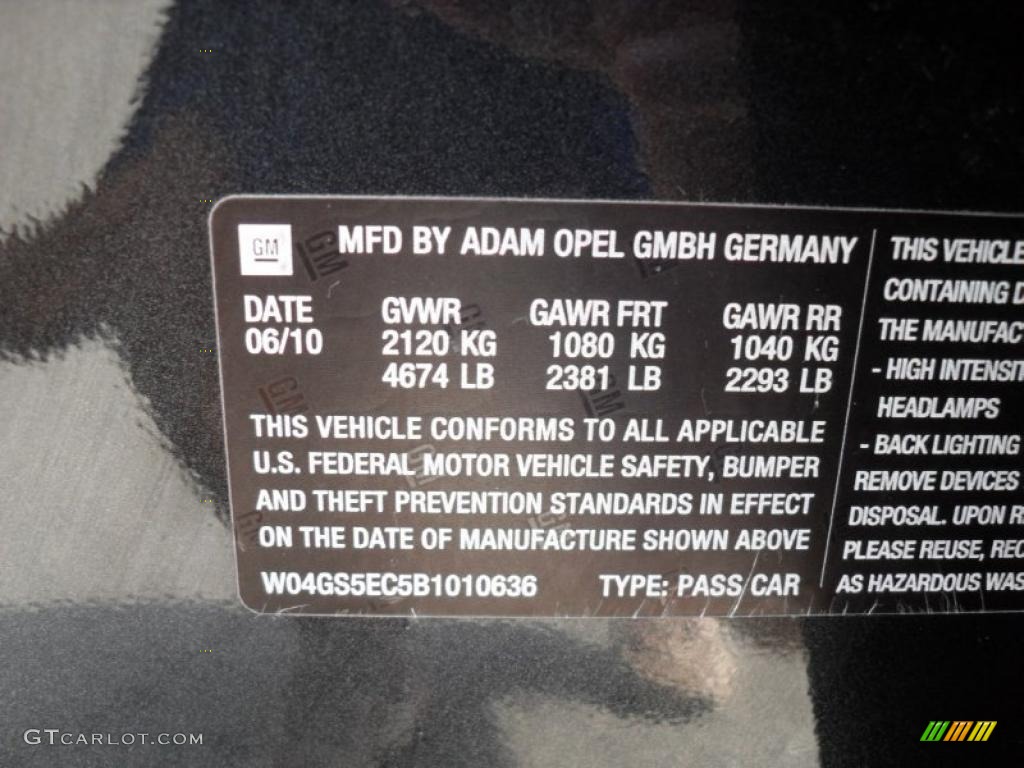 GM
MFD BY ADAM OPEL GMBH GERMANY
DATE GVWR GAWR FRT GAWR RR
06/10 2120 KG 1080 KG 1040 KG
4674 LB 2381 LB 2293 LB
THIS VEHICLE CONFORMS TO ALL APPLICABLE
U.S. FEDERAL MOTOR VEHICLE SAFETY, BUMPER
AND THEFT PREVENTION STANDARDS IN EFFECT
ON THE DATE OF MANUFACTURE SHOWN ABOVE
W04GS5EC5B1010636 TYPE: PASS CAR
THIS VEHICLE
CONTAINING
THE MANUFAC
- HIGH INTENSIT
HEADLAMPS
- BACK LIGHTING
REMOVE DEVICES
DISPOSAL. UPON
PLEASE REUSE, REC
AS HAZARDOUS WAS
GTCARLOT.COM